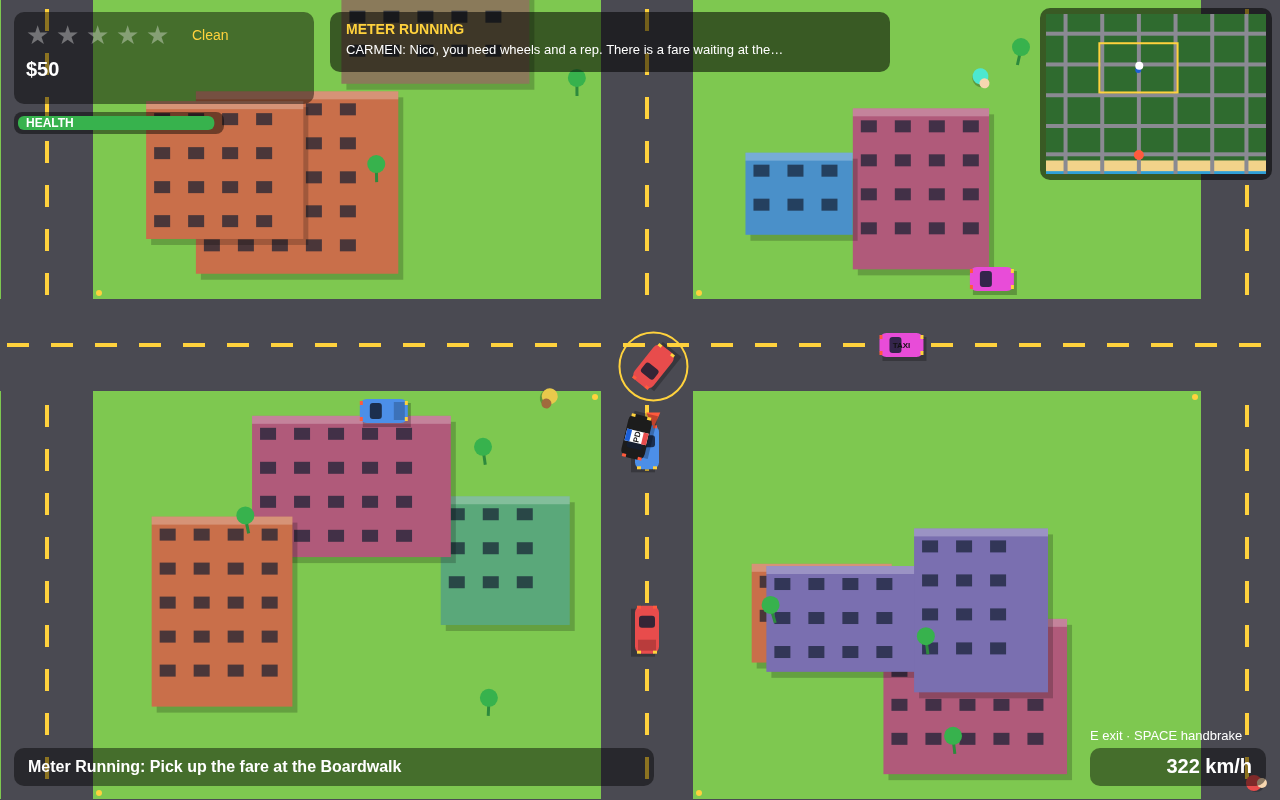 Clean
$50
HEALTH
METER RUNNING
CARMEN: Nico, you need wheels and a rep. There is a fare waiting at the…
TAXI
PD
Meter Running: Pick up the fare at the Boardwalk
E exit · SPACE handbrake
322 km/h